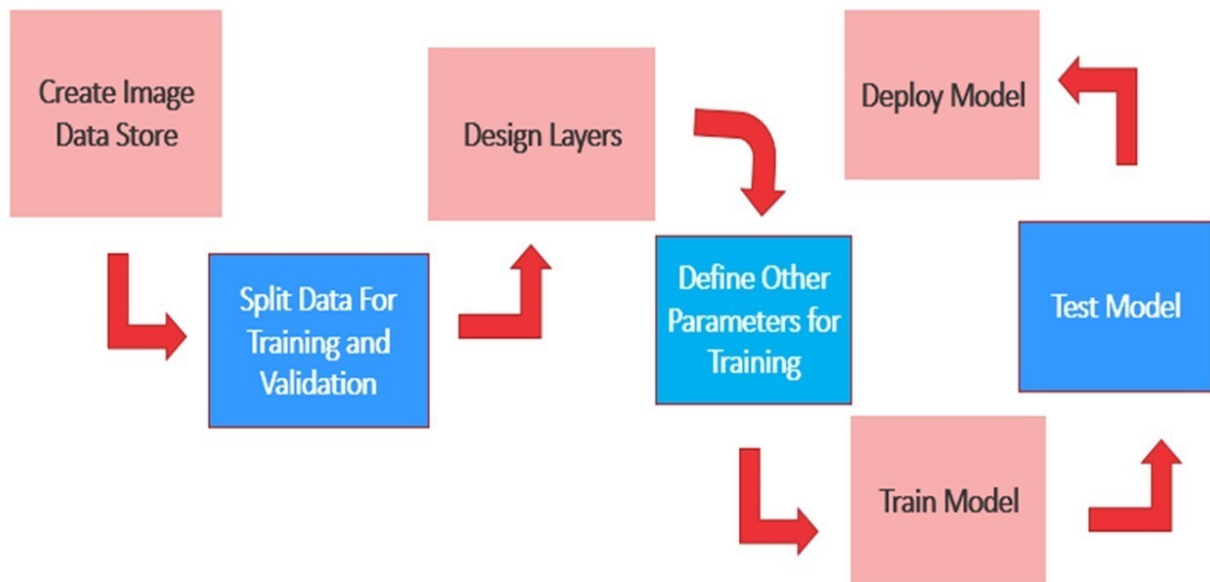 Create Image
Data Store
Split Data For
Training and
Validation
Design Layers
Define Other
Parameters for
Training
Train Model
Test Model
Deploy Model